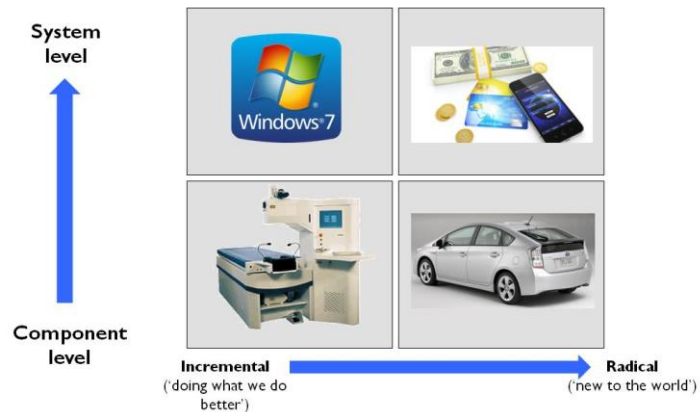 System
level
Windows®7
Component
level
Incremental
('doing what we do
better')
Radical
('new to the world')